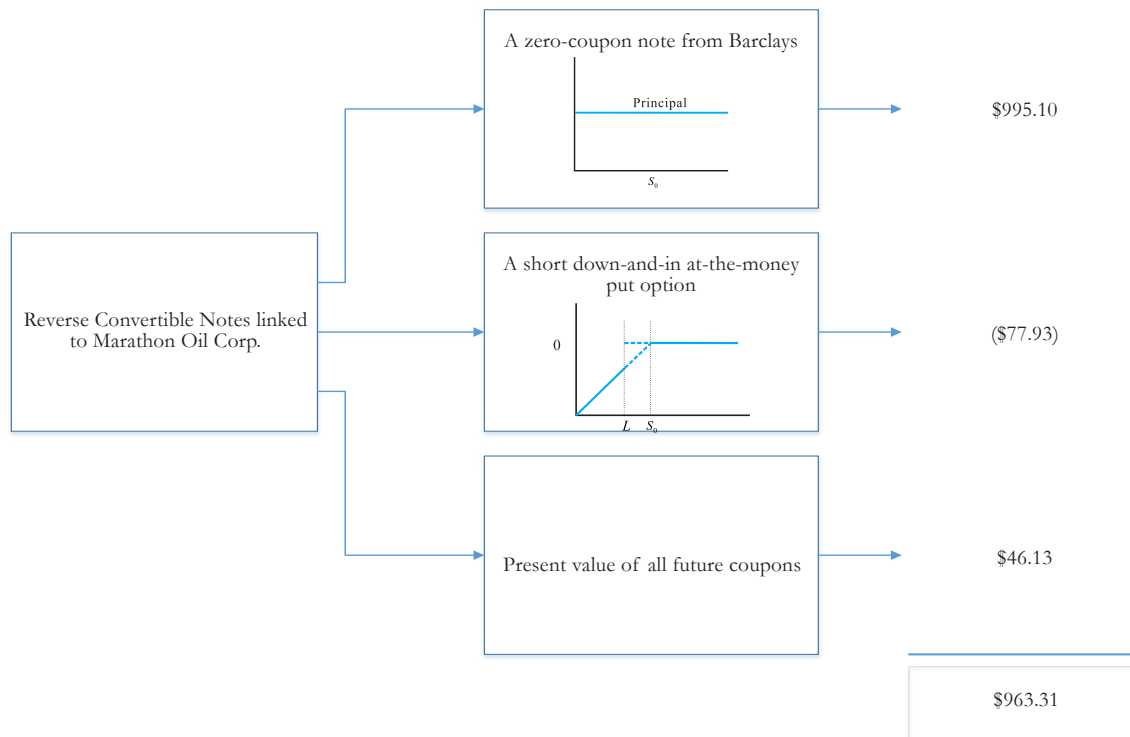 A zero-coupon note from Barclays
Principal
S₀
$995.10
Reverse Convertible Notes linked
to Marathon Oil Corp.
A short down-and-in at-the-money
put option
0
L S₀
($77.93)
Present value of all future coupons
$46.13
$963.31